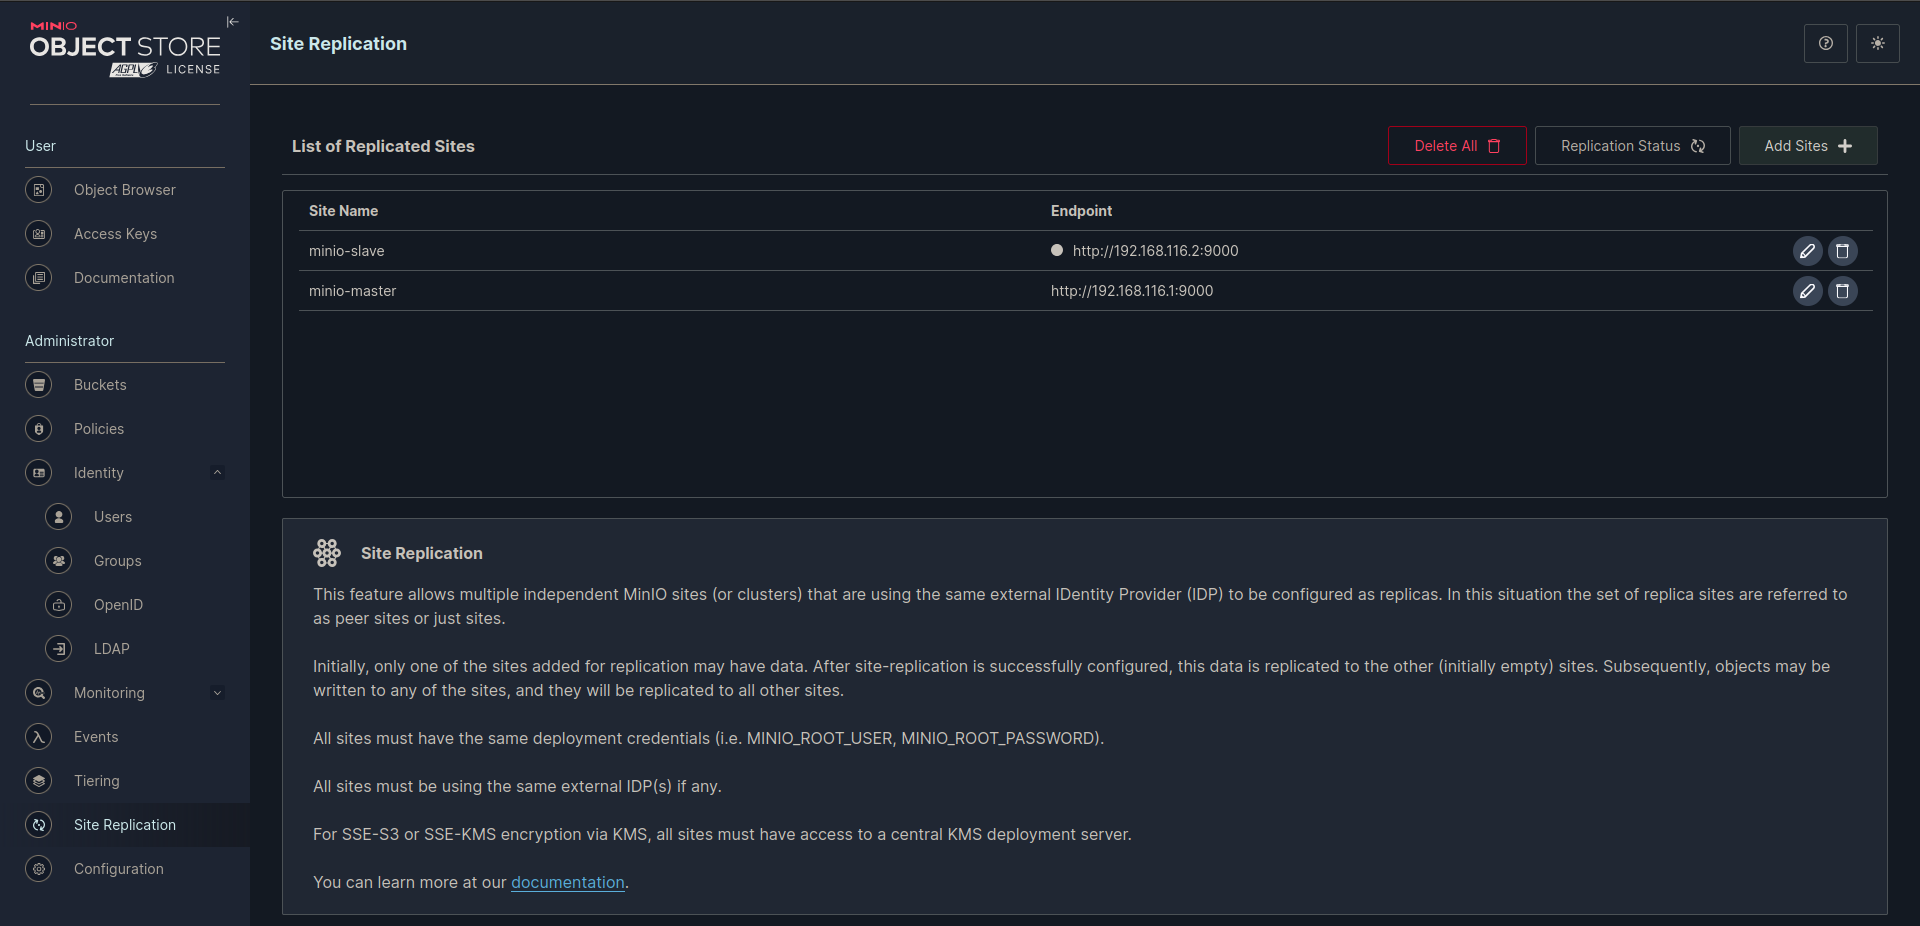 MINIO
OBJECT STORE
AGPLv3 LICENSE
Site Replication
User
Object Browser
Access Keys
Documentation
Administrator
Buckets
Policies
Identity
Users
Groups
OpenID
LDAP
Monitoring
Events
Tiering
Site Replication
Configuration
List of Replicated Sites
Delete All
Replication Status
Add Sites
Site Name Endpoint
minio-slave http://192.168.116.2:9000
minio-master http://192.168.116.1:9000
Site Replication
This feature allows multiple independent MinIO sites (or clusters) that are using the same external IDentity Provider (IDP) to be configured as replicas. In this situation the set of replica sites are referred to
as peer sites or just sites.
Initially, only one of the sites added for replication may have data. After site-replication is successfully configured, this data is replicated to the other (initially empty) sites. Subsequently, objects may be
written to any of the sites, and they will be replicated to all other sites.
All sites must have the same deployment credentials (i.e. MINIO_ROOT_USER, MINIO_ROOT_PASSWORD).
All sites must be using the same external IDP(s) if any.
For SSE-S3 or SSE-KMS encryption via KMS, all sites must have access to a central KMS deployment server.
You can learn more at our documentation.